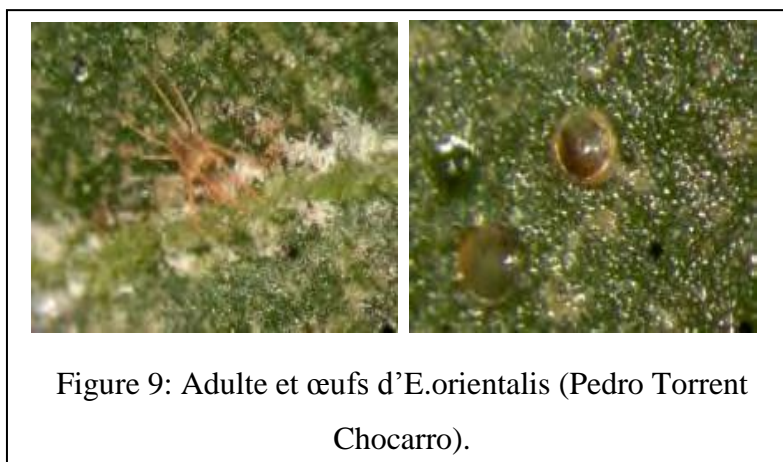 Figure 9: Adulte et œufs d’E.orientalis (Pedro Torrent
Chocarro).